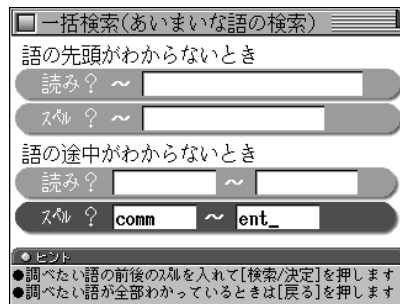 一括検索(あいまいな語の検索)
語の先頭がわからないとき
読み? ～
ｽﾍﾟﾙ ? ～
語の途中がわからないとき
読み? ～
ｽﾍﾟﾙ ? comm ～ ent_
ﾋﾝﾄ
●調べたい語の前後のｽﾍﾟﾙを入れて[検索/決定]を押します
●調べたい語が全部わかっているときは[戻る]を押します